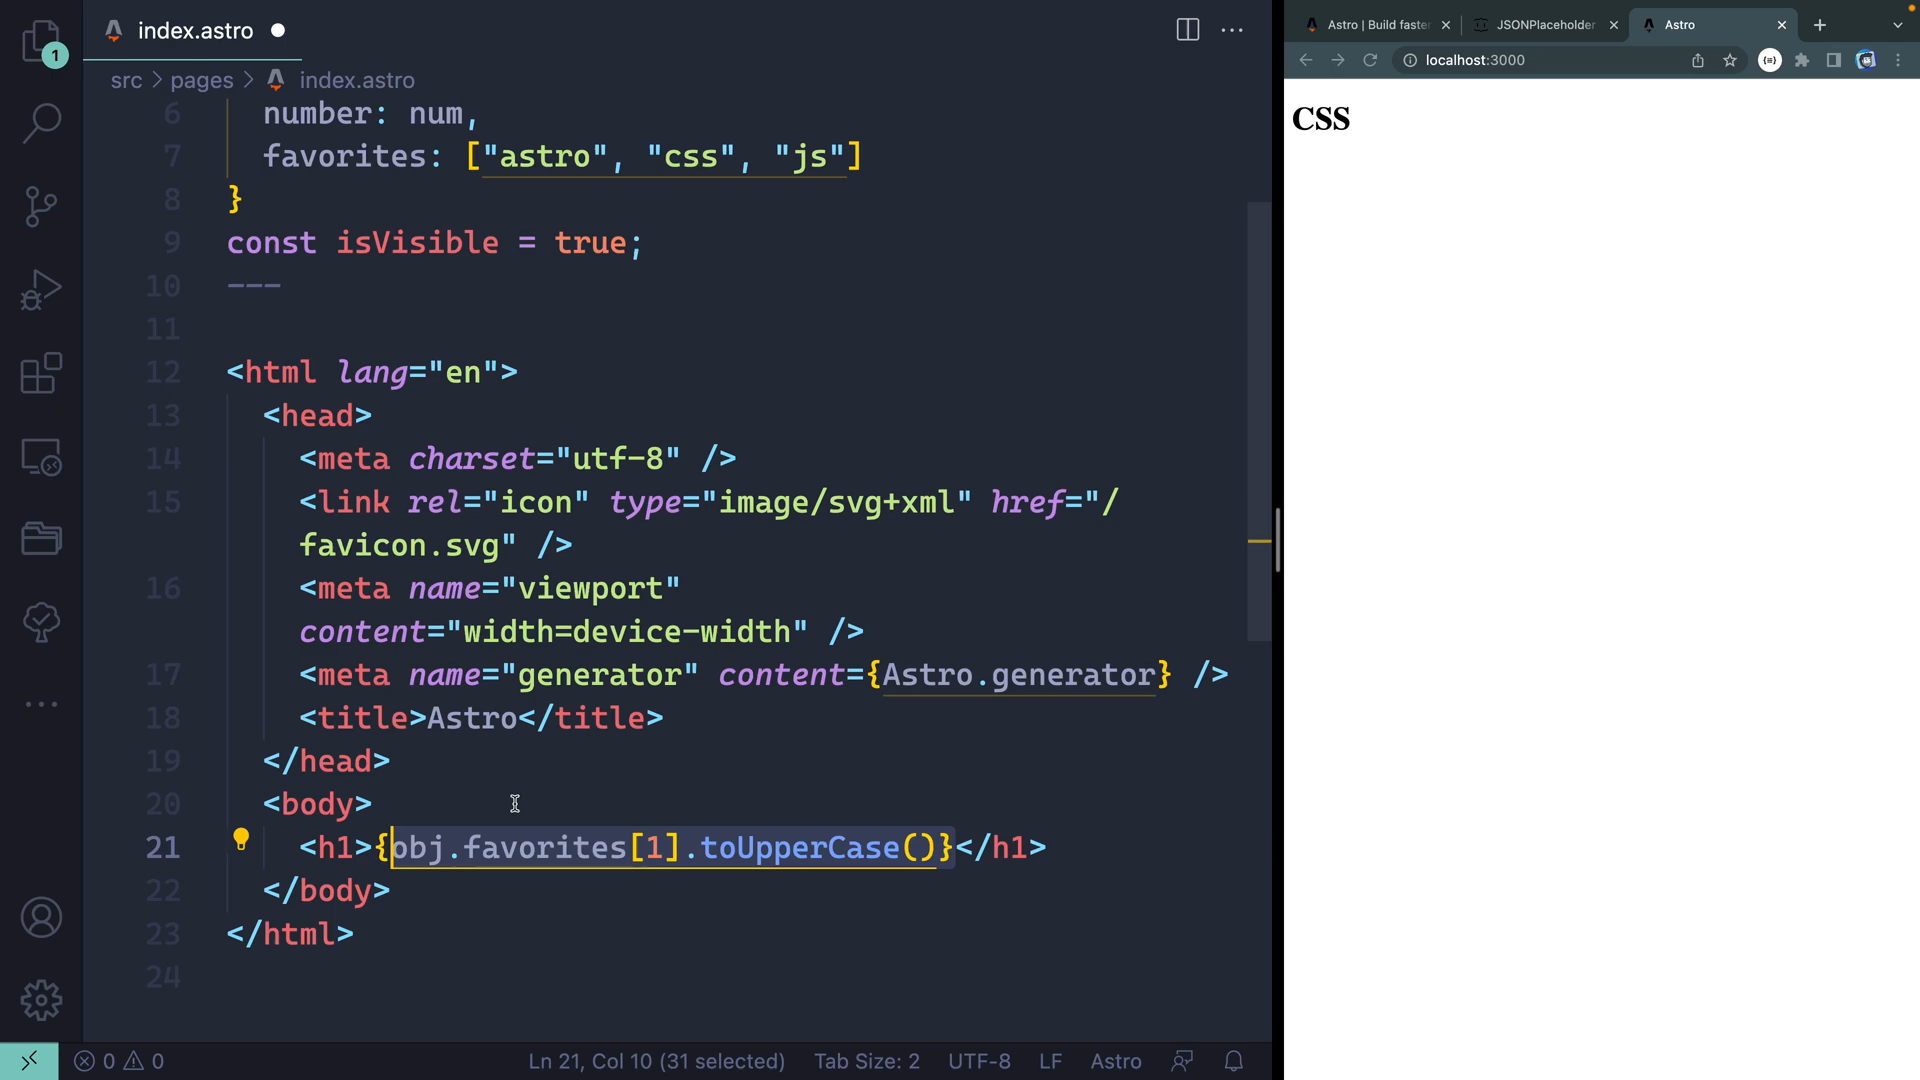 index.astro
src > pages > index.astro
1
6 number: num,
7 favorites: ["astro", "css", "js"]
8 }
9 const isVisible = true;
10 ---
11
12 <html lang="en">
13 <head>
14 <meta charset="utf-8" />
15 <link rel="icon" type="image/svg+xml" href="/
favicon.svg" />
16 <meta name="viewport"
content="width=device-width" />
17 <meta name="generator" content={Astro.generator} />
18 <title>Astro</title>
19 </head>
20 <body>
21 <h1>{obj.favorites[1].toUpperCase()}</h1>
22 </body>
23 </html>
24
0 0
Ln 21, Col 10 (31 selected) Tab Size: 2 UTF-8 LF Astro
Astro | Build faster
JSONPlaceholder
Astro
localhost:3000
CSS